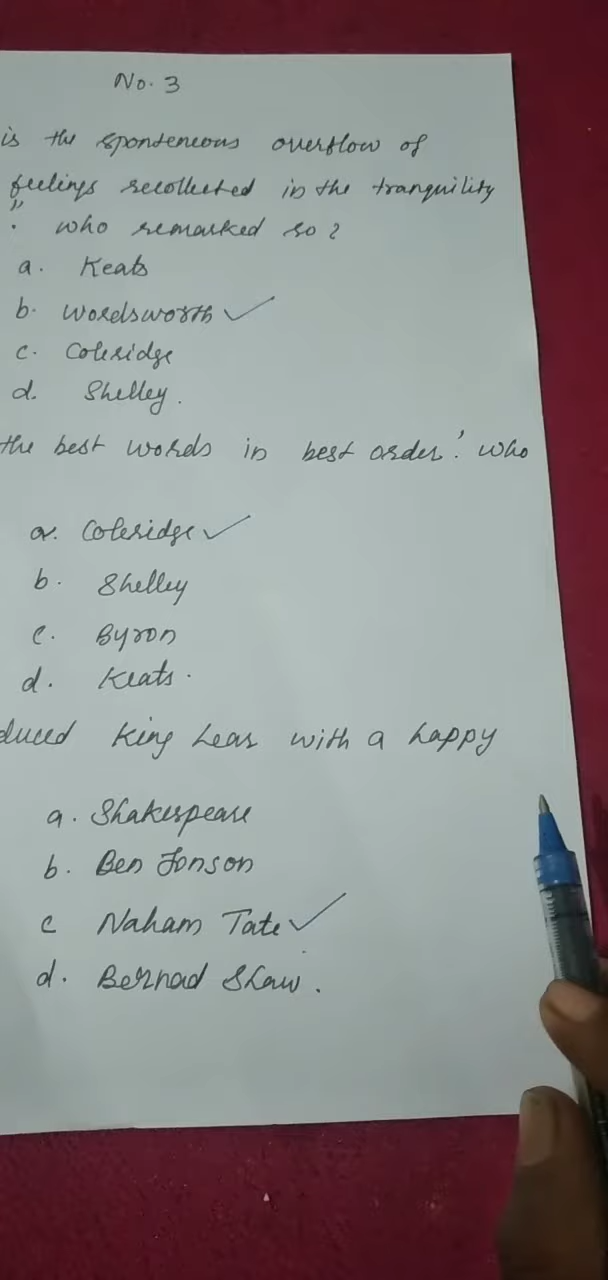 No. 3
is the sponteneous overflow of
feelings recollected in the tranquility
". who remarked so?
a. Keats
b. Wordsworth ✓
c. Coleridge
d. Shelley.
the best words in best order'. who
a. Coleridge ✓
b. Shelley
c. Byron
d. Keats.
duced King Lear with a happy
a. Shakespeare
b. Ben Jonson
c Naham Tate ✓
d. Bernad Shaw.